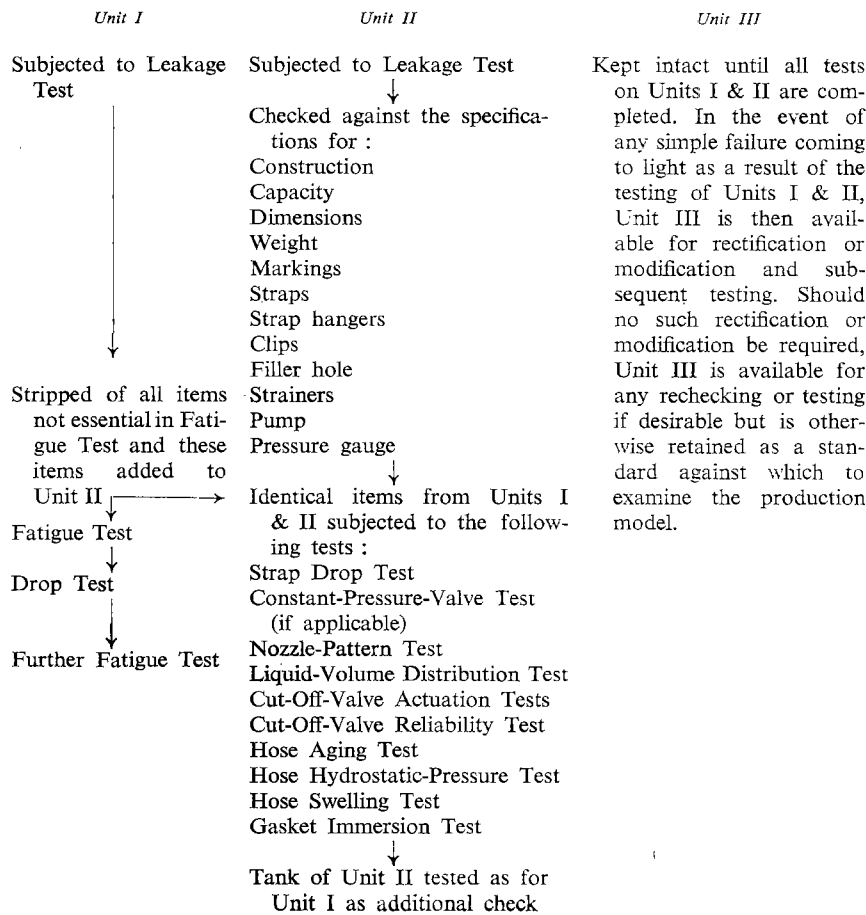 Unit I
Subjected to Leakage
Test
Stripped of all items
not essential in Fati-
gue Test and these
items added to
Unit II
Fatigue Test
Drop Test
Further Fatigue Test
Unit II
Subjected to Leakage Test
Checked against the specifica-
tions for :
Construction
Capacity
Dimensions
Weight
Markings
Straps
Strap hangers
Clips
Filler hole
Strainers
Pump
Pressure gauge
Identical items from Units I
& II subjected to the follow-
ing tests :
Strap Drop Test
Constant-Pressure-Valve Test
(if applicable)
Nozzle-Pattern Test
Liquid-Volume Distribution Test
Cut-Off-Valve Actuation Tests
Cut-Off-Valve Reliability Test
Hose Aging Test
Hose Hydrostatic-Pressure Test
Hose Swelling Test
Gasket Immersion Test
Tank of Unit II tested as for
Unit I as additional check
Unit III
Kept intact until all tests
on Units I & II are com-
pleted. In the event of
any simple failure coming
to light as a result of the
testing of Units I & II,
Unit III is then avail-
able for rectification or
modification and sub-
sequent testing. Should
no such rectification or
modification be required,
Unit III is available for
any rechecking or testing
if desirable but is other-
wise retained as a stan-
dard against which to
examine the production
model.